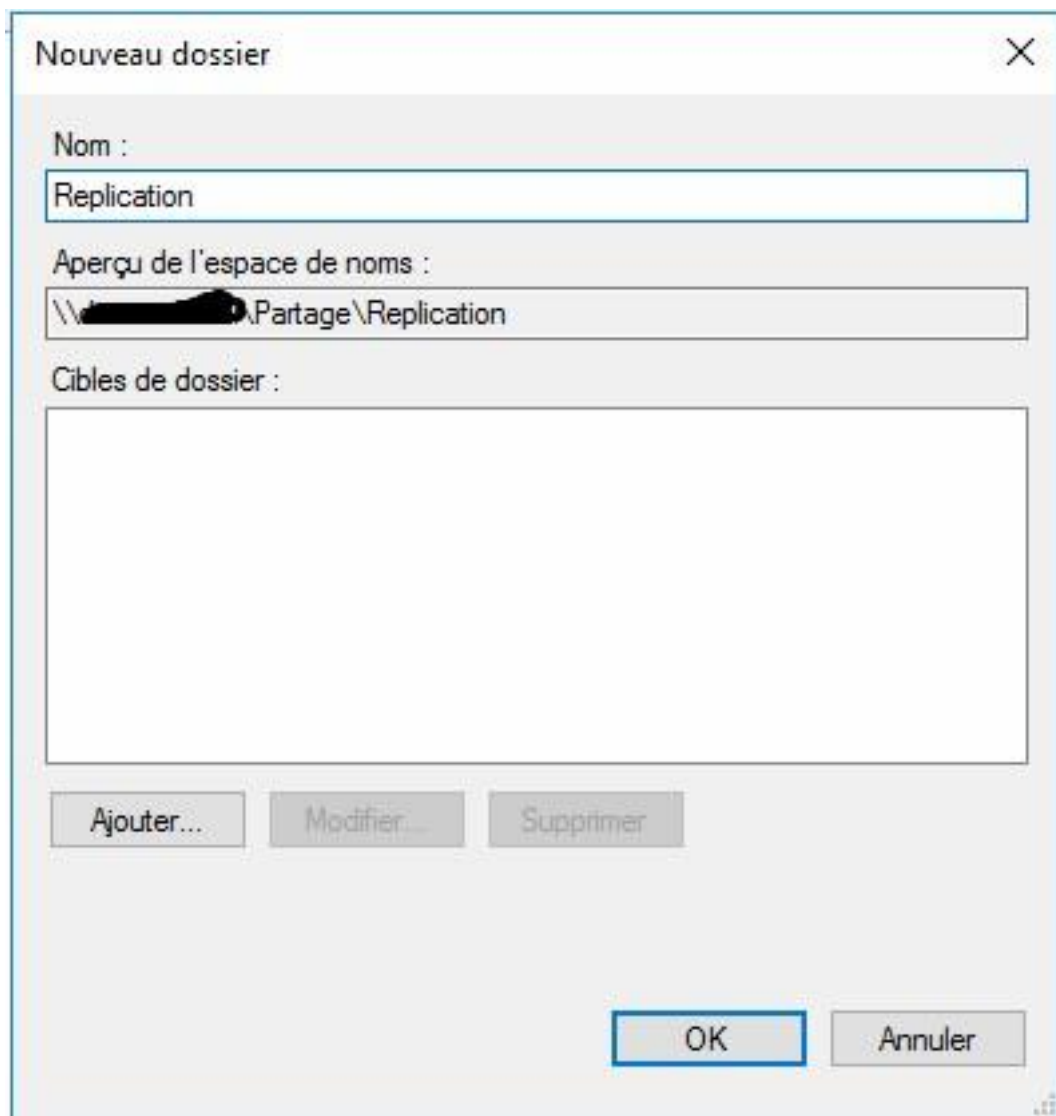 Nouveau dossier
Nom :
Replication
Aperçu de l'espace de noms :
\\ \Partage\Replication
Cibles de dossier :
Ajouter... Modifier... Supprimer
OK Annuler